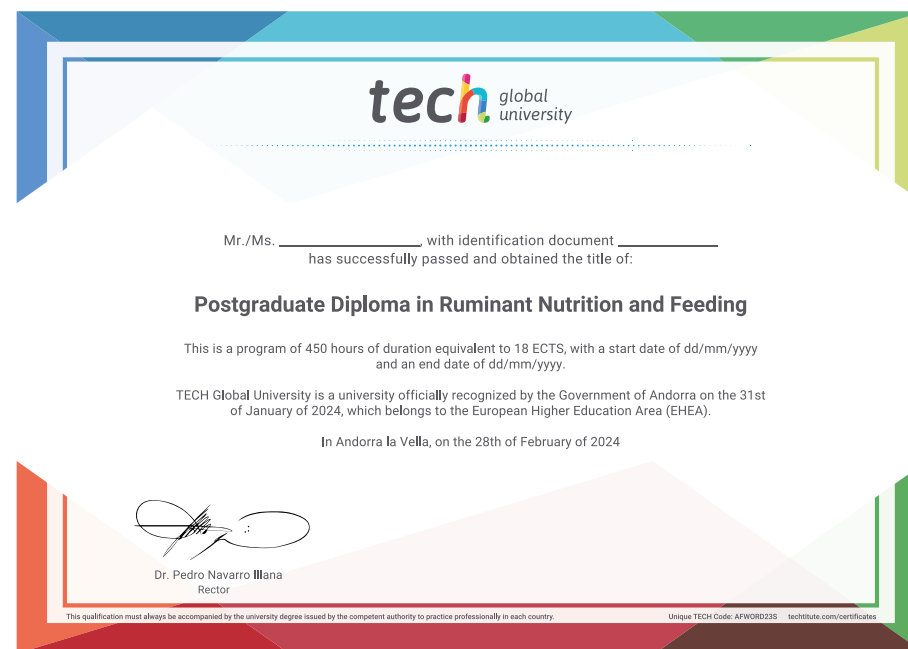 tech global university
Mr./Ms. ____________________, with identification document ______________
has successfully passed and obtained the title of:
Postgraduate Diploma in Ruminant Nutrition and Feeding
This is a program of 450 hours of duration equivalent to 18 ECTS, with a start date of dd/mm/yyyy
and an end date of dd/mm/yyyy.
TECH Global University is a university officially recognized by the Government of Andorra on the 31st
of January of 2024, which belongs to the European Higher Education Area (EHEA).
In Andorra la Vella, on the 28th of February of 2024
Dr. Pedro Navarro Illana
Rector
This qualification must always be accompanied by the university degree issued by the competent authority to practice professionally in each country.
Unique TECH Code: AFWORD23S techtitute.com/certificates